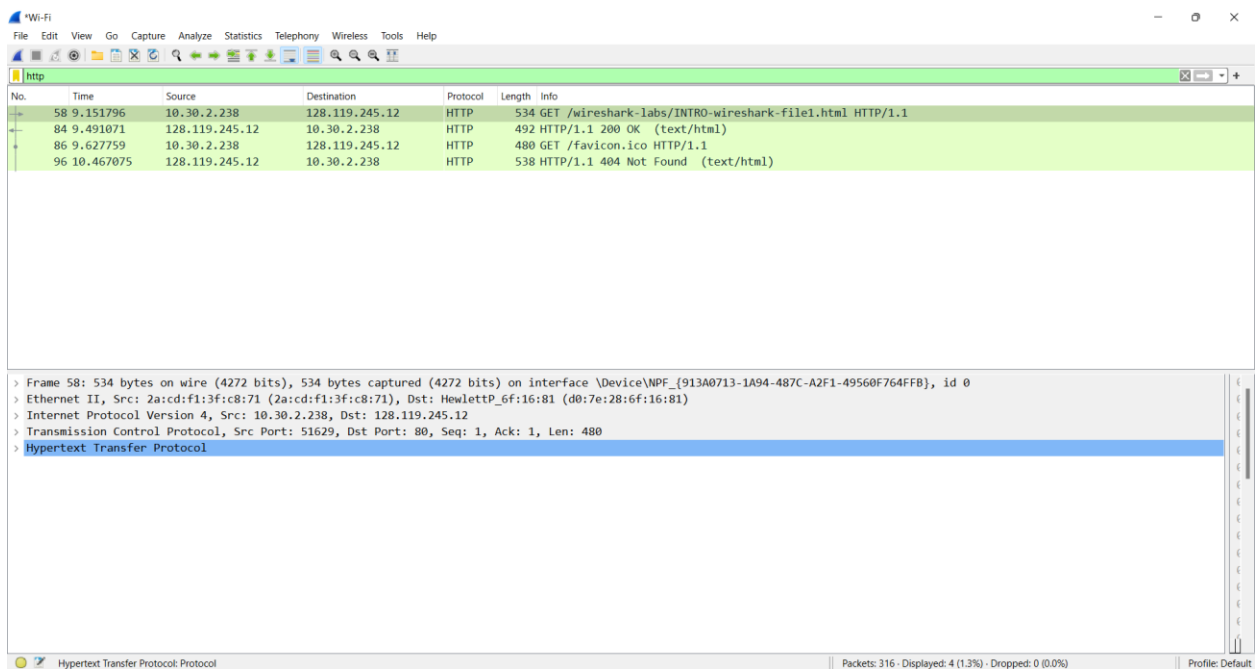 *Wi-Fi
File Edit View Go Capture Analyze Statistics Telephony Wireless Tools Help
http
No. Time Source Destination Protocol Length Info
58 9.151796 10.30.2.238 128.119.245.12 HTTP 534 GET /wireshark-labs/INTRO-wireshark-file1.html HTTP/1.1
84 9.491071 128.119.245.12 10.30.2.238 HTTP 492 HTTP/1.1 200 OK (text/html)
86 9.627759 10.30.2.238 128.119.245.12 HTTP 480 GET /favicon.ico HTTP/1.1
96 10.467075 128.119.245.12 10.30.2.238 HTTP 538 HTTP/1.1 404 Not Found (text/html)
> Frame 58: 534 bytes on wire (4272 bits), 534 bytes captured (4272 bits) on interface \Device\NPF_{913A0713-1A94-487C-A2F1-49560F764FFB}, id 0
> Ethernet II, Src: 2a:cd:f1:3f:c8:71 (2a:cd:f1:3f:c8:71), Dst: HewlettP_6f:16:81 (d0:7e:28:6f:16:81)
> Internet Protocol Version 4, Src: 10.30.2.238, Dst: 128.119.245.12
> Transmission Control Protocol, Src Port: 51629, Dst Port: 80, Seq: 1, Ack: 1, Len: 480
> Hypertext Transfer Protocol
Hypertext Transfer Protocol: Protocol Packets: 316 · Displayed: 4 (1.3%) · Dropped: 0 (0.0%) Profile: Default